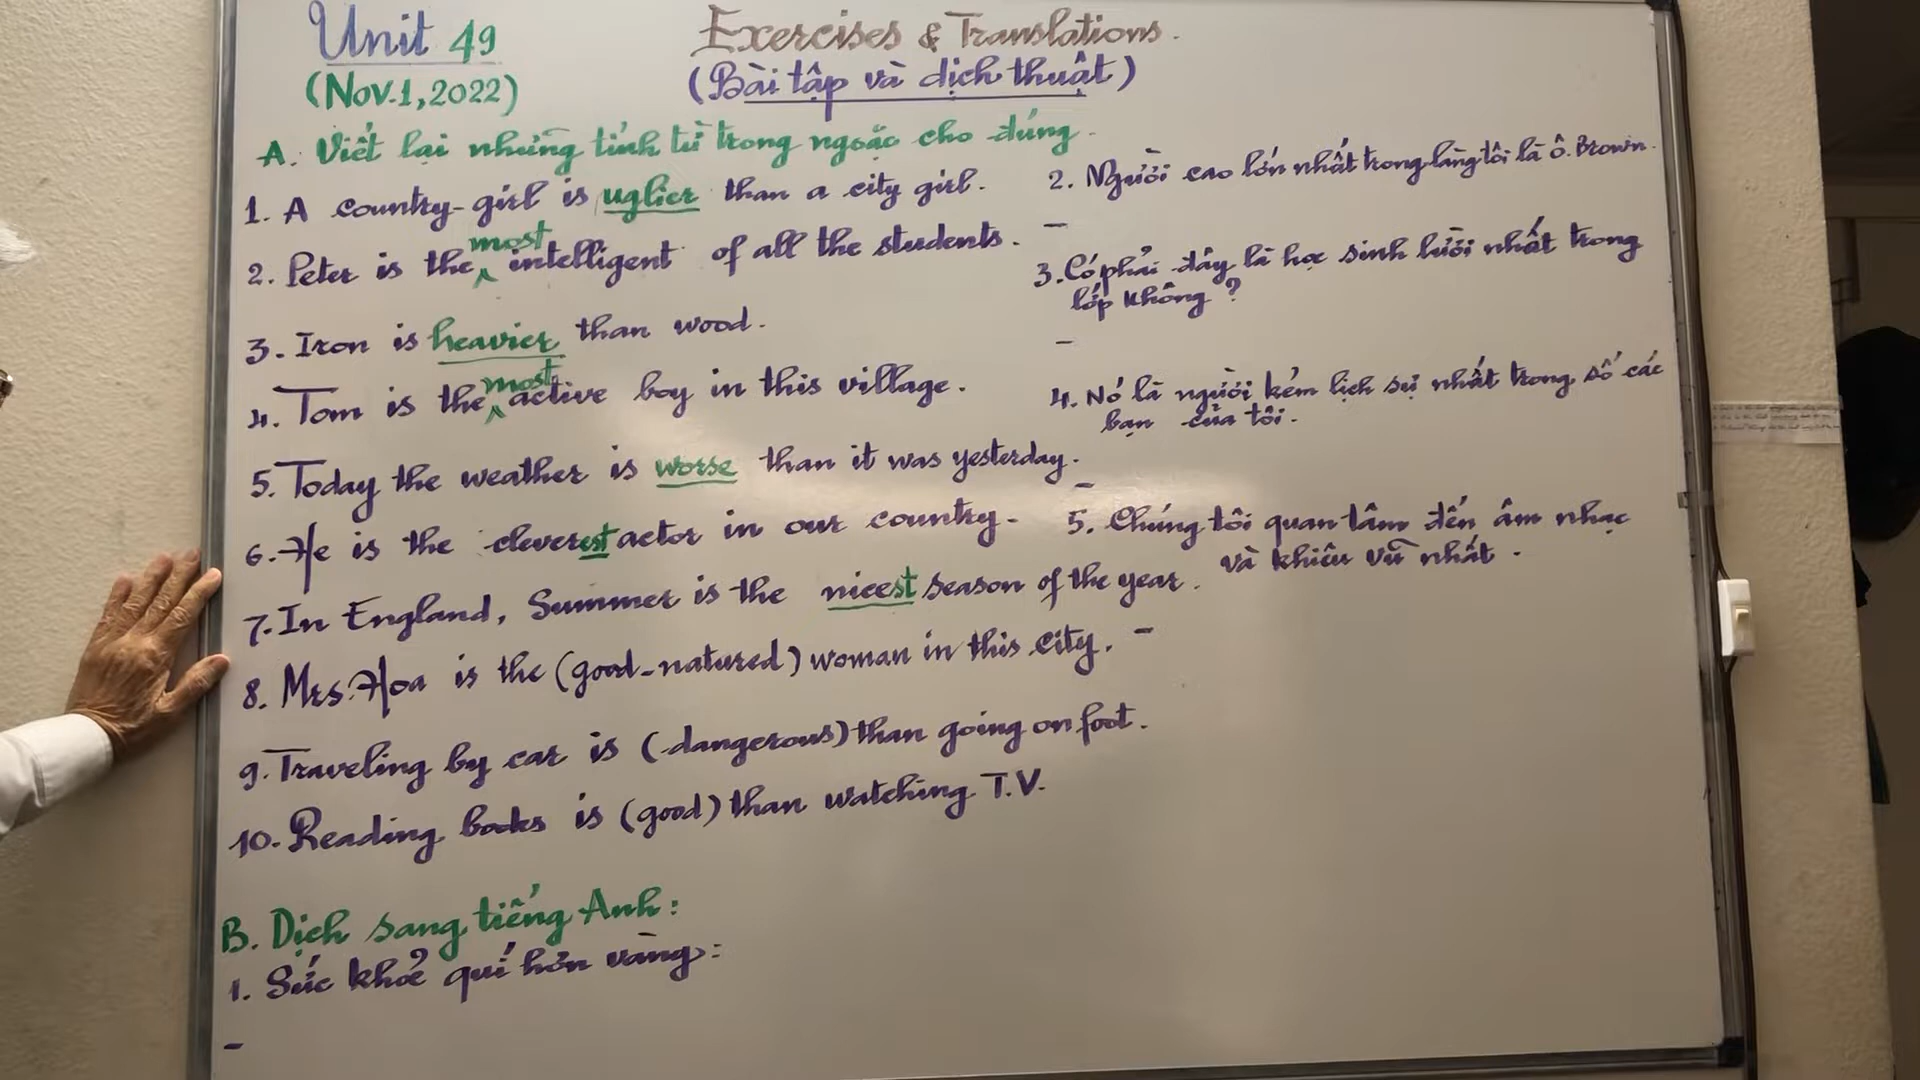 Unit 49
(Nov.1,2022)
Exercises & Translations.
(Bài tập và dịch thuật)
A. Viết lại những tính từ trong ngoặc cho đúng.
1. A country-girl is uglier than a city girl.
most
2. Peter is the intelligent of all the students.
3. Iron is heavier than wood.
most
4. Tom is the active boy in this village.
5. Today the weather is worse than it was yesterday.
6. He is the cleverest actor in our country.
7. In England, Summer is the nicest season of the year.
8. Mrs. Hoa is the (good-natured) woman in this city.
9. Traveling by car is (dangerous) than going on foot.
10. Reading books is (good) than watching T.V.
B. Dịch sang tiếng Anh:
1. Sức khoẻ quí hơn vàng:
-
2. Người cao lớn nhất trong làng tôi là ô. Brown.
-
3. Có phải đây là học sinh lười nhất trong
lớp không?
-
4. Nó là người kém lịch sự nhất trong số các
bạn của tôi.
-
5. Chúng tôi quan tâm đến âm nhạc
và khiêu vũ nhất.
-